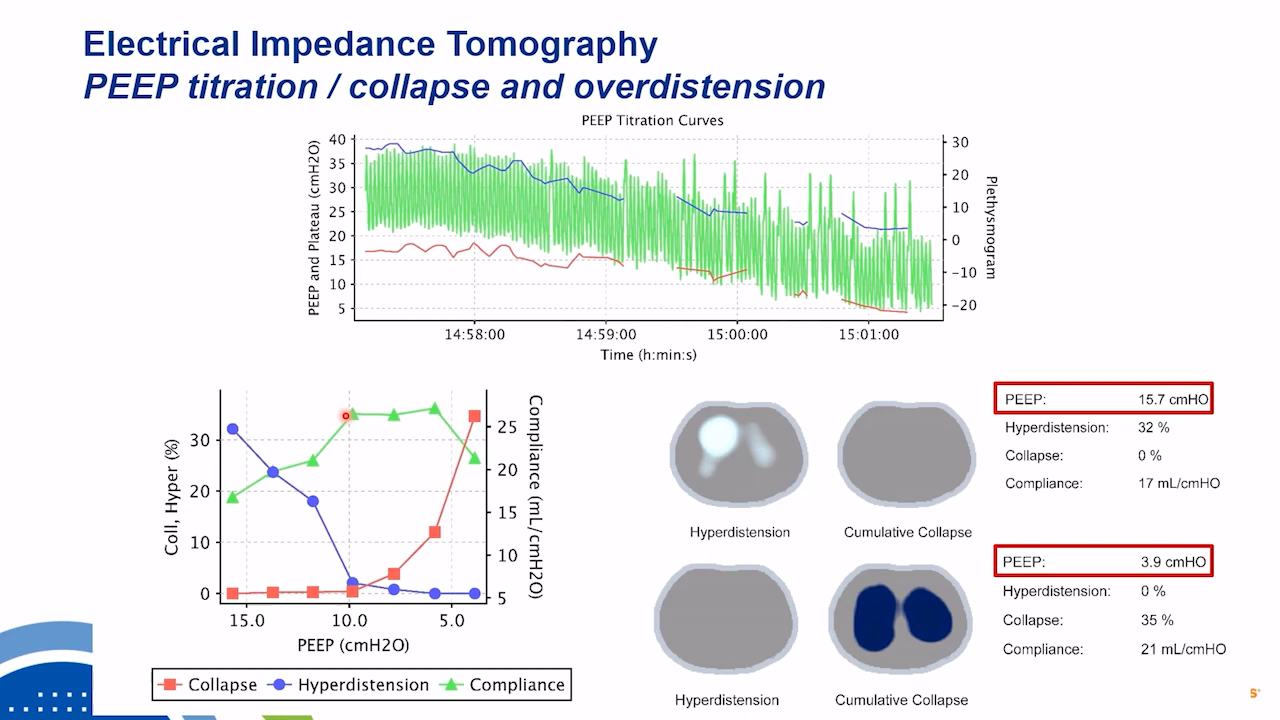 Electrical Impedance Tomography
PEEP titration / collapse and overdistension
PEEP Titration Curves
PEEP and Plateau (cmH2O)
40
35
30
25
20
15
10
5
30
20
10
0
−10
−20
Plethysmogram
14:58:00 14:59:00 15:00:00 15:01:00
Time (h:min:s)
Coll, Hyper (%)
30
20
10
0
25
20
15
10
5
Compliance (mL/cmH2O)
15.0 10.0 5.0
PEEP (cmH2O)
Collapse Hyperdistension Compliance
Hyperdistension Cumulative Collapse
PEEP: 15.7 cmHO
Hyperdistension: 32 %
Collapse: 0 %
Compliance: 17 mL/cmHO
Hyperdistension Cumulative Collapse
PEEP: 3.9 cmHO
Hyperdistension: 0 %
Collapse: 35 %
Compliance: 21 mL/cmHO
S+